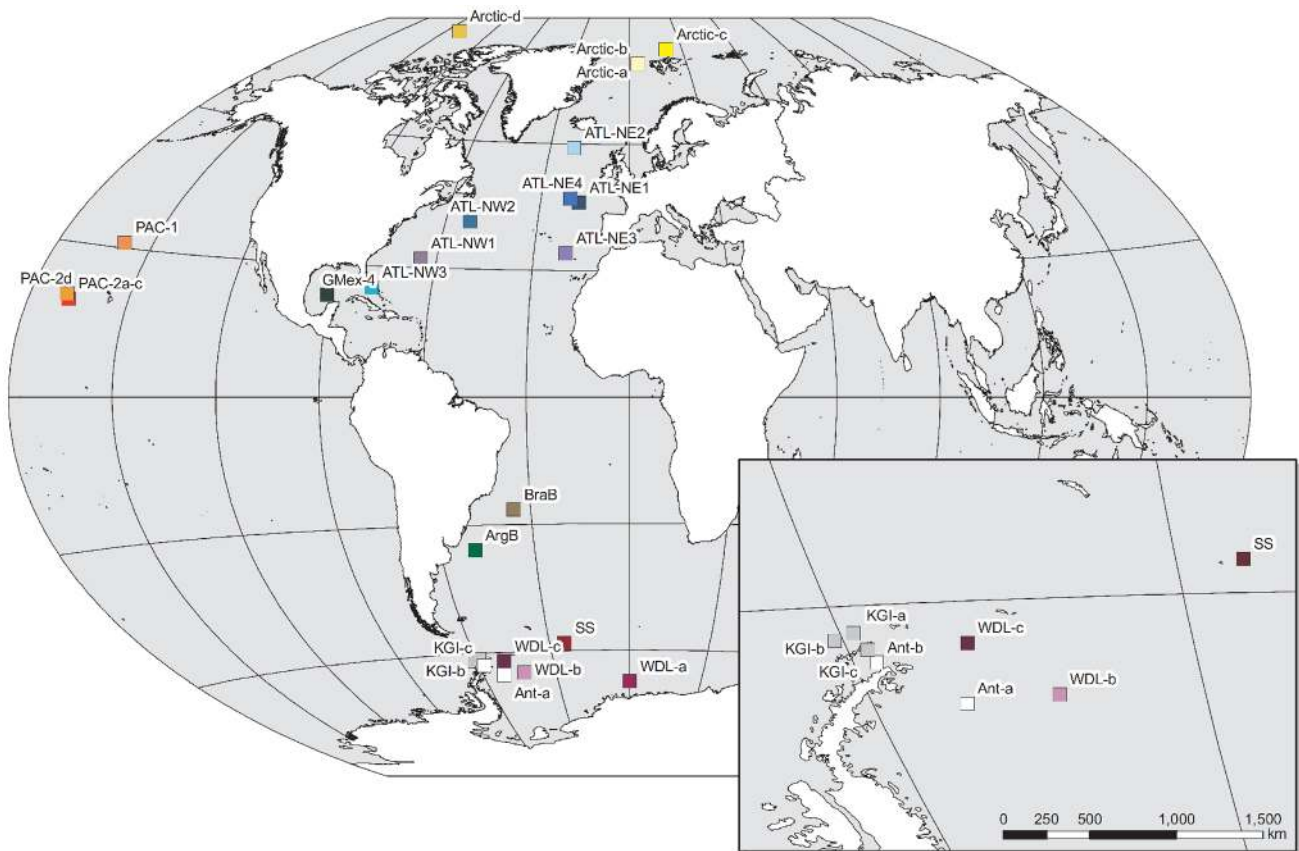 Arctic-d
Arctic-b
Arctic-c
Arctic-a
ATL-NE2
ATL-NE4
ATL-NE1
ATL-NW2
PAC-1
ATL-NW1
ATL-NE3
PAC-2d
PAC-2a-c
GMex-4
ATL-NW3
BraB
ArgB
SS
KGI-c
WDL-c
KGI-b
WDL-b
WDL-a
Ant-a
SS
KGI-a
KGI-b
Ant-b
WDL-c
KGI-c
Ant-a
WDL-b
0 250 500 1,000 1,500
km